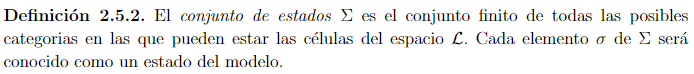 Definición 2.5.2. El conjunto de estados Σ es el conjunto finito de todas las posibles
categorias en las que pueden estar las células del espacio ℒ. Cada elemento σ de Σ será
conocido como un estado del modelo.